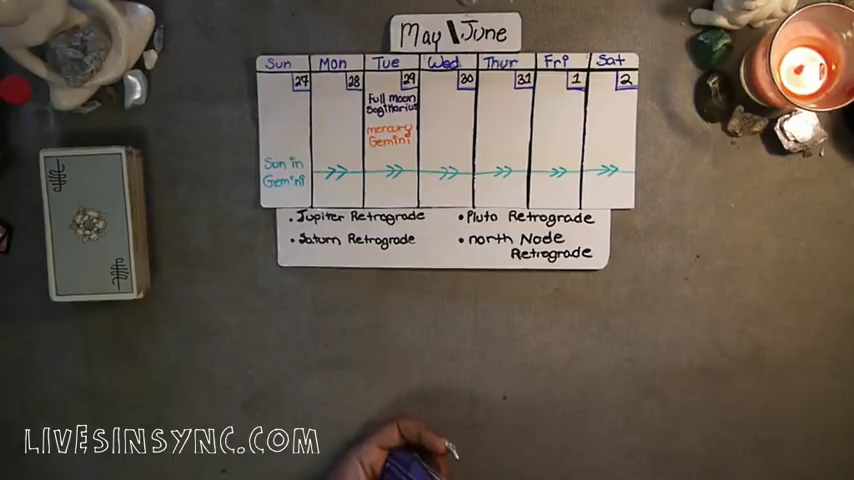 May \ June
Sun Mon Tue Wed Thur Fri Sat
27 28 29 30 31 1 2
Full moon
Sagittarius
mercury
Gemini
Sun in
Gemini
• Jupiter Retrograde
• Saturn Retrograde
• Pluto Retrograde
• north Node
Retrograde
LIVESINSYNC.COM